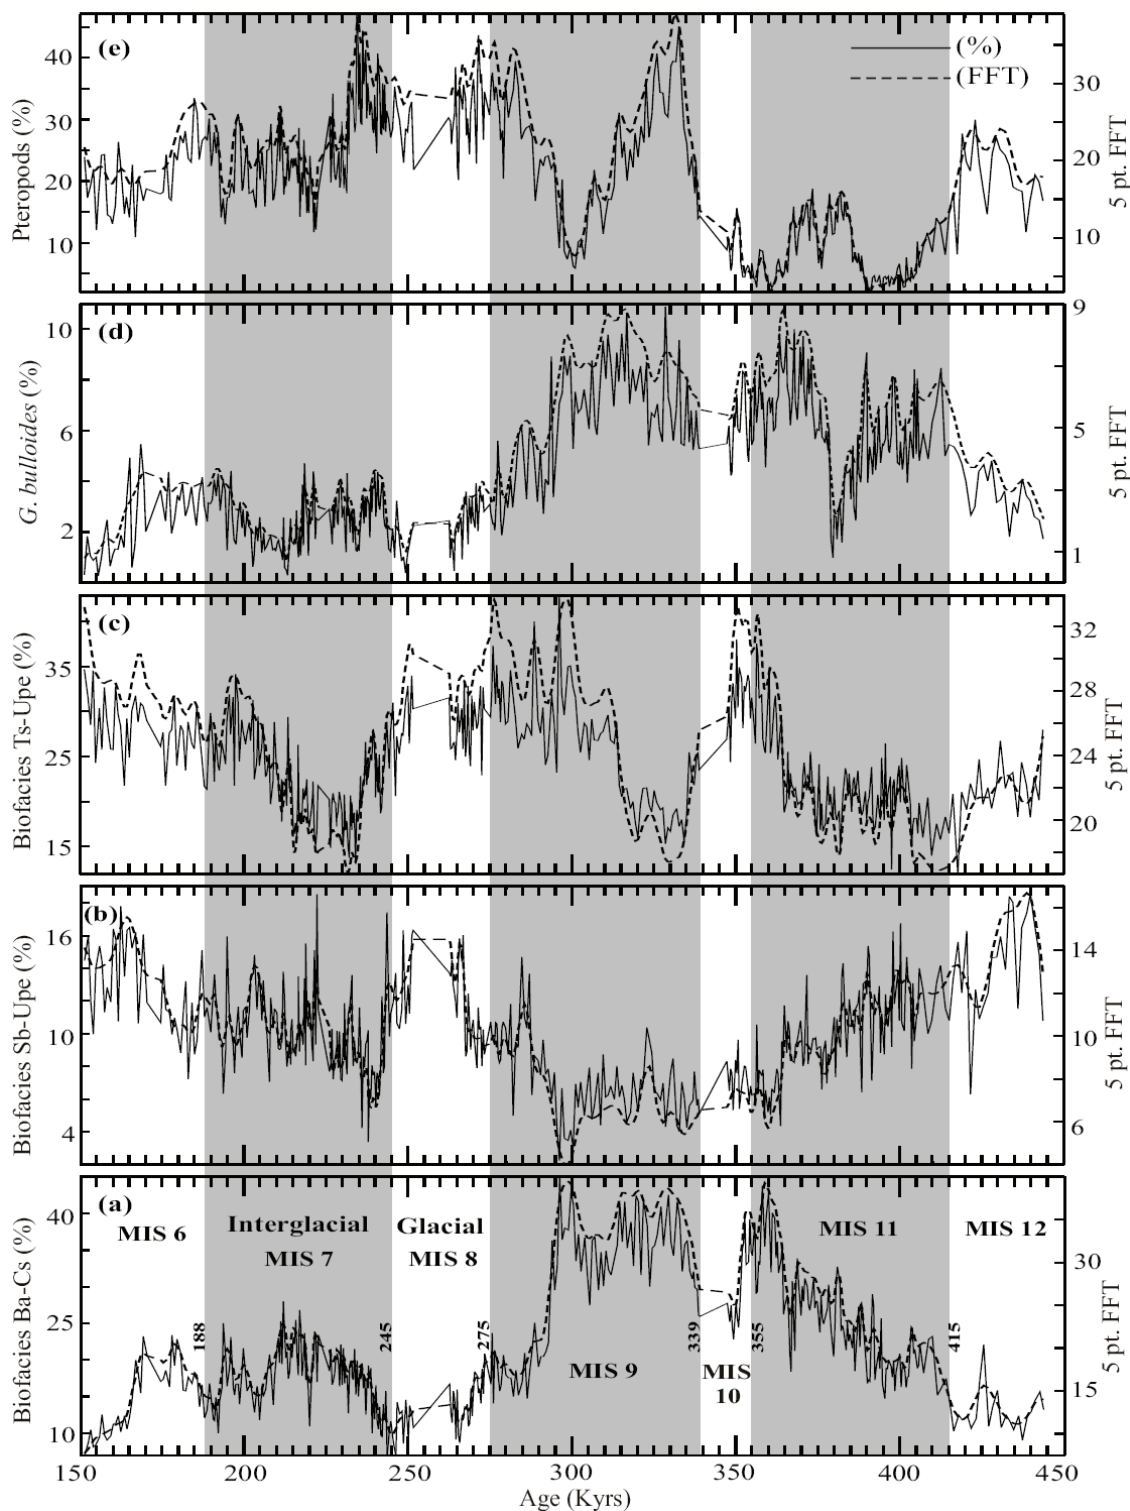 (e)
(%)
(FFT)
40
30
20
10
Pteropods (%)
30
20
10
5 pt. FFT
(d)
10
6
2
G. bulloides (%)
9
5
1
5 pt. FFT
(c)
35
25
15
Biofacies Ts-Upe (%)
32
28
24
20
5 pt. FFT
(b)
16
10
4
Biofacies Sb-Upe (%)
14
10
6
5 pt. FFT
(a)
MIS 6
Interglacial
MIS 7
Glacial
MIS 8
MIS 9
MIS
10
MIS 11
MIS 12
188
245
275
339
355
415
40
25
10
Biofacies Ba-Cs (%)
30
15
5 pt. FFT
150 200 250 300 350 400 450
Age (Kyrs)